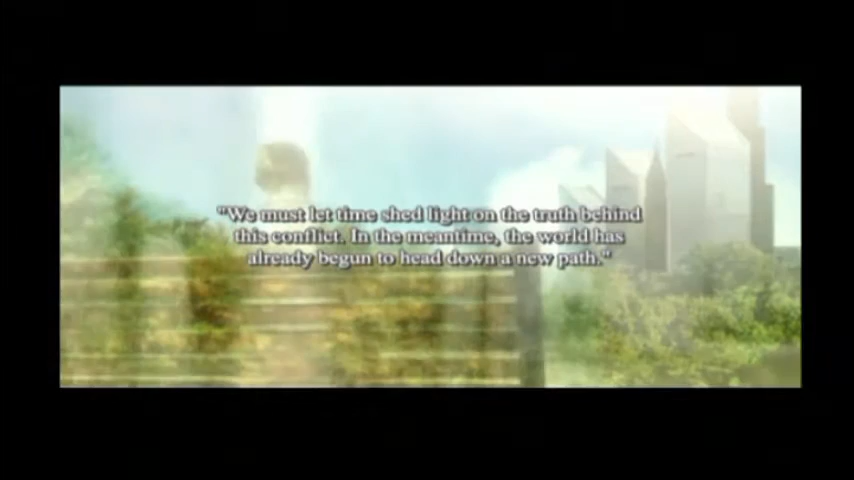 "We must let time shed light on the truth behind
this conflict. In the meantime, the world has
already begun to head down a new path."